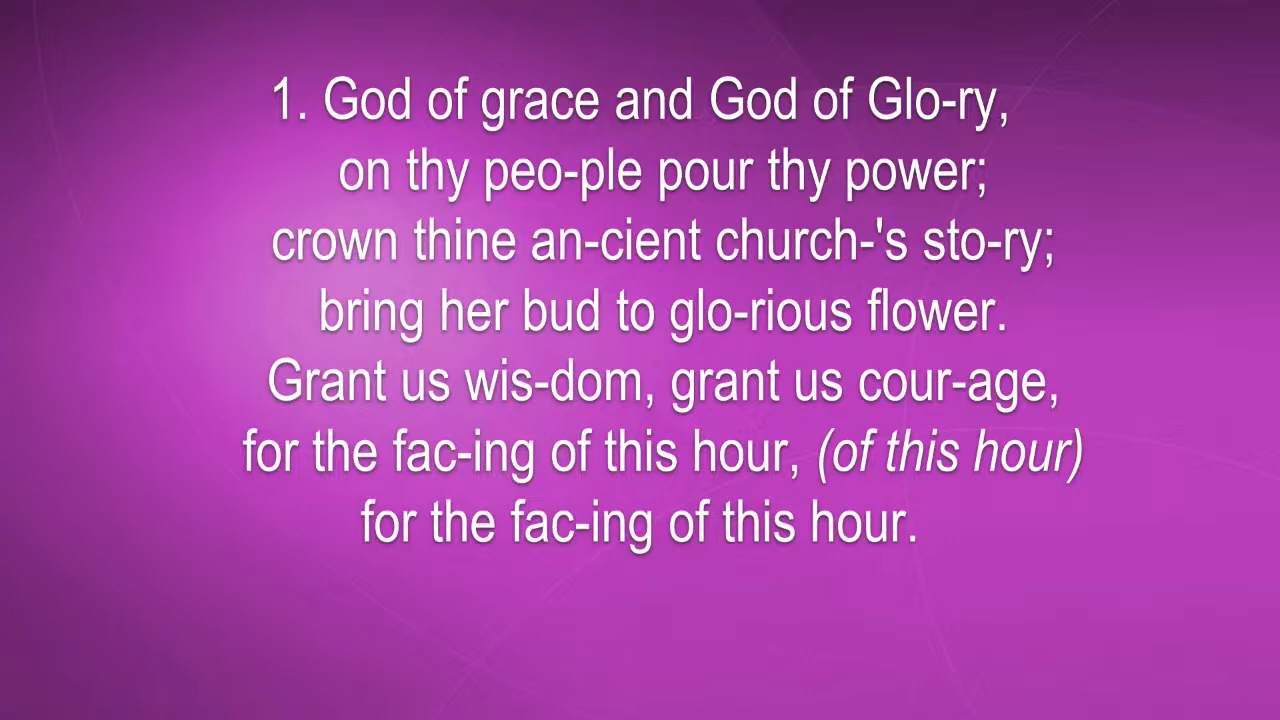 1. God of grace and God of Glo-ry,
on thy peo-ple pour thy power;
crown thine an-cient church-'s sto-ry;
bring her bud to glo-rious flower.
Grant us wis-dom, grant us cour-age,
for the fac-ing of this hour, (of this hour)
for the fac-ing of this hour.